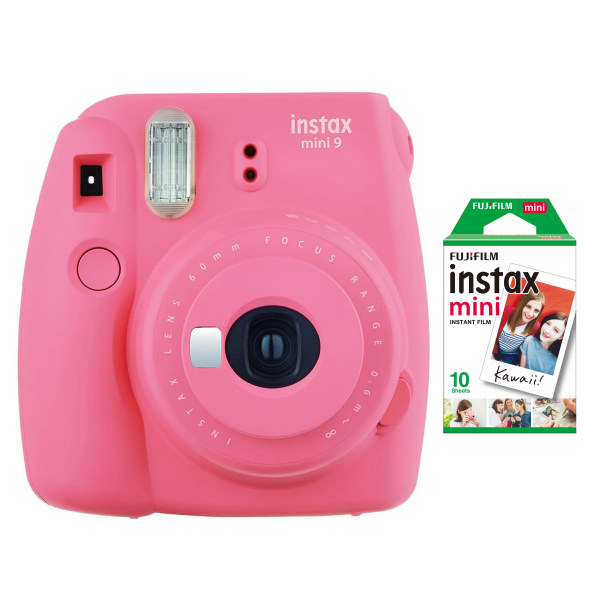 instax
mini 9
INSTAX LENS 60mm FOCUS RANGE 0.6m ~ ∞
FUJIFILM mini
FUJIFILM
instax
mini
INSTANT FILM
Kawaii!
10
Sheets